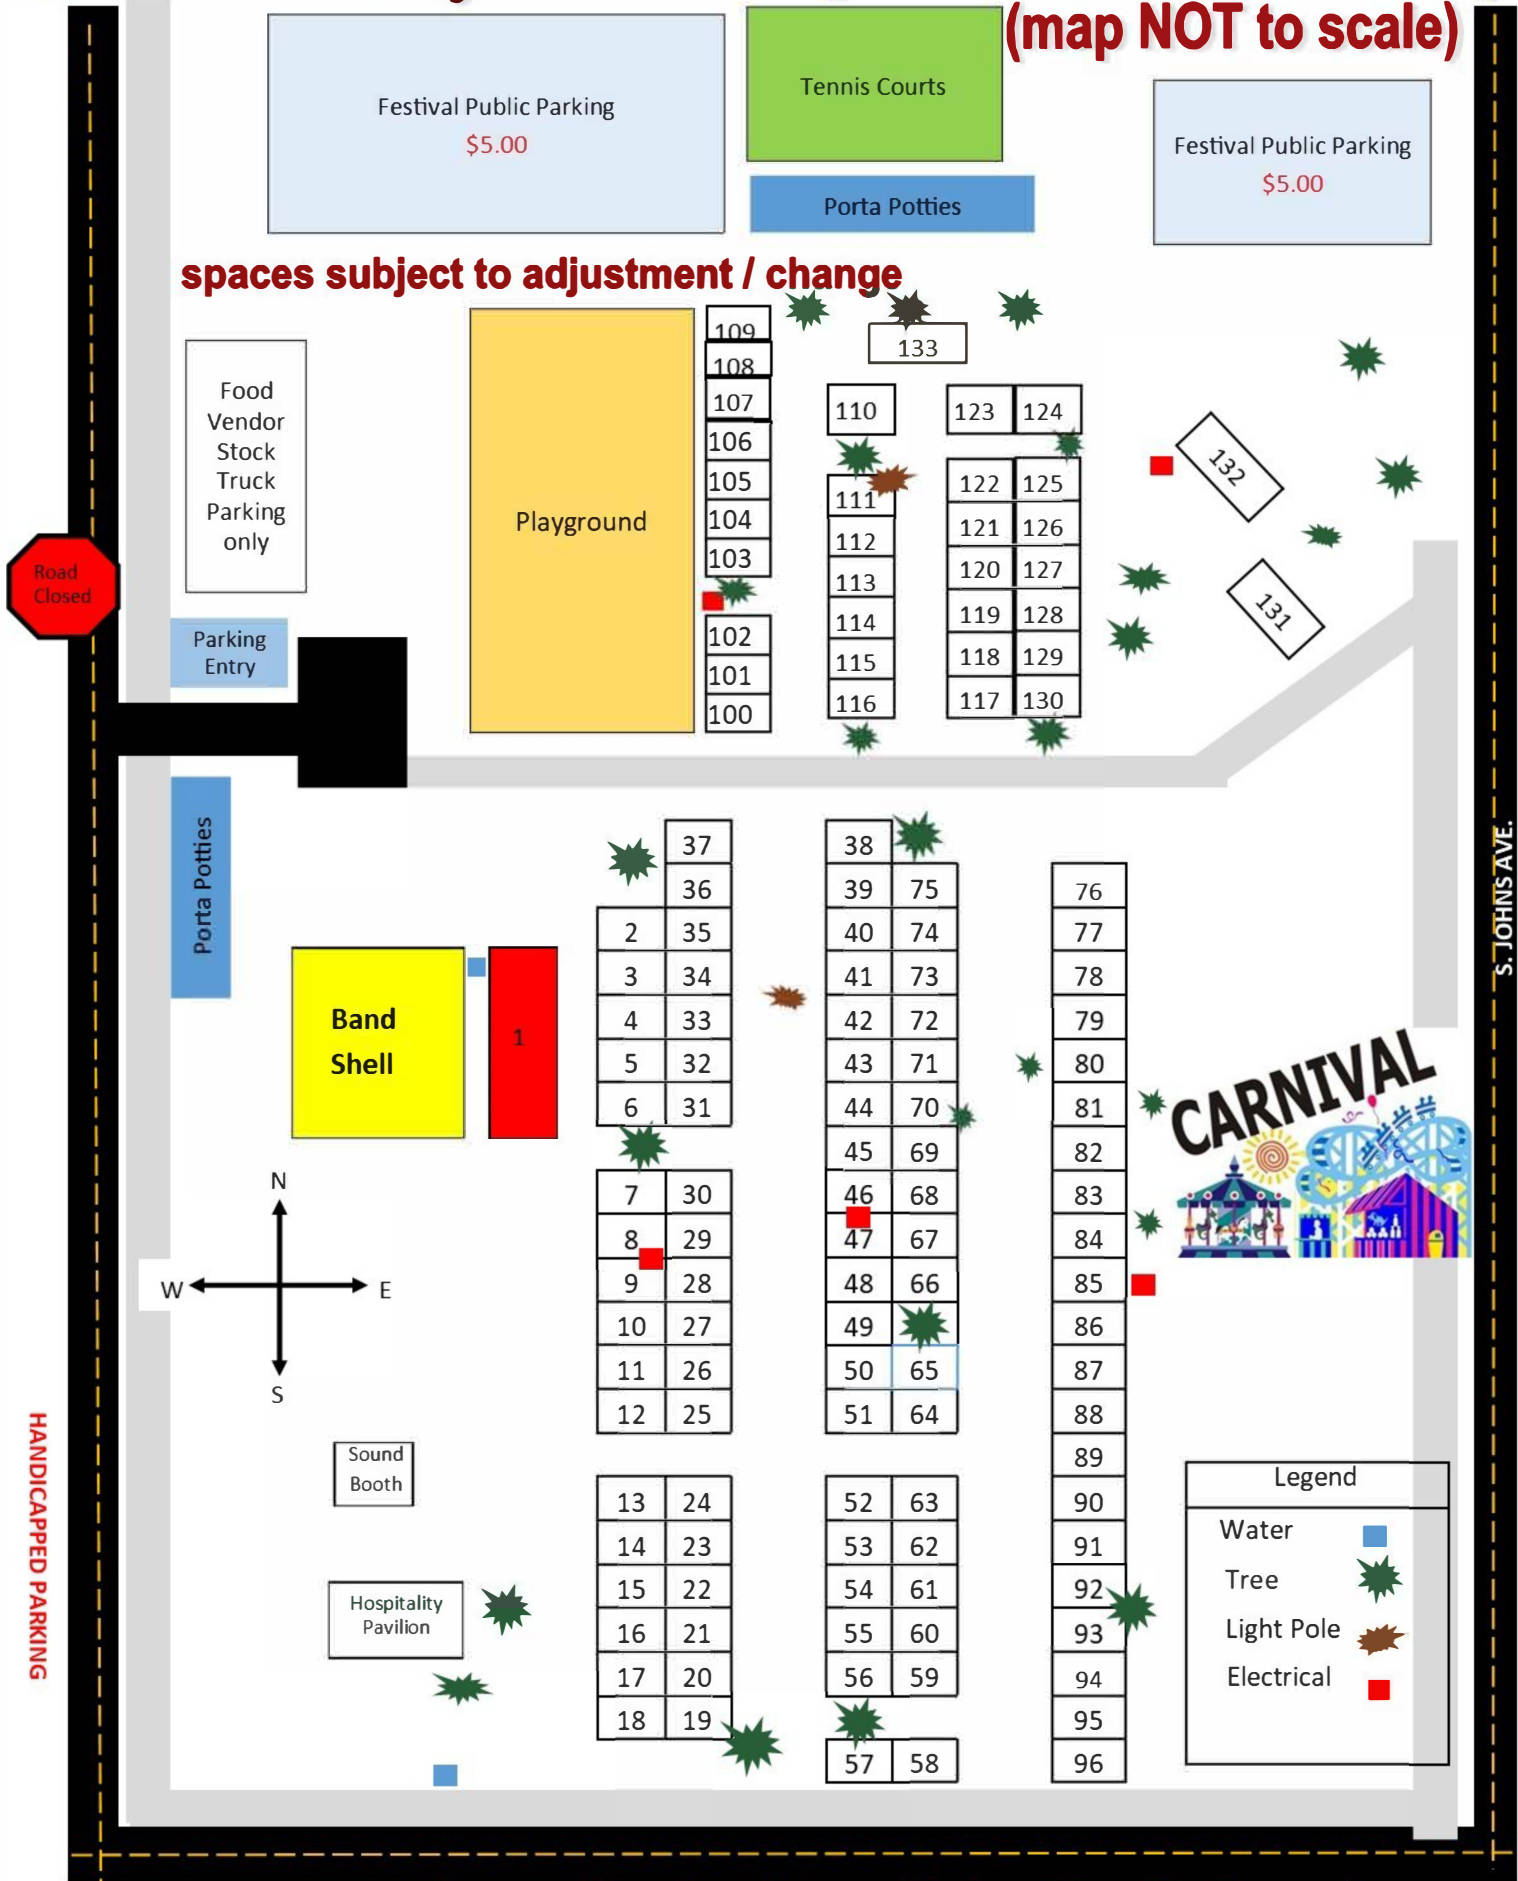 (map NOT to scale)
Festival Public Parking
$5.00
Tennis Courts
Porta Potties
Festival Public Parking
$5.00
spaces subject to adjustment / change
Food
Vendor
Stock
Truck
Parking
only
Playground
109
108
107
106
105
104
103
102
101
100
133
110
111
112
113
114
115
116
123 124
122 125
121 126
120 127
119 128
118 129
117 130
132
131
Road
Closed
Parking
Entry
Porta Potties
S. JOHNS AVE.
Band
Shell
1
37
36
2 35
3 34
4 33
5 32
6 31
7 30
8 29
9 28
10 27
11 26
12 25
13 24
14 23
15 22
16 21
17 20
18 19
38
39 75
40 74
41 73
42 72
43 71
44 70
45 69
46 68
47 67
48 66
49
50 65
51 64
52 63
53 62
54 61
55 60
56 59
57 58
76
77
78
79
80
81
82
83
84
85
86
87
88
89
90
91
92
93
94
95
96
CARNIVAL
N
W E
S
Sound
Booth
Hospitality
Pavilion
HANDICAPPED PARKING
Legend
Water
Tree
Light Pole
Electrical